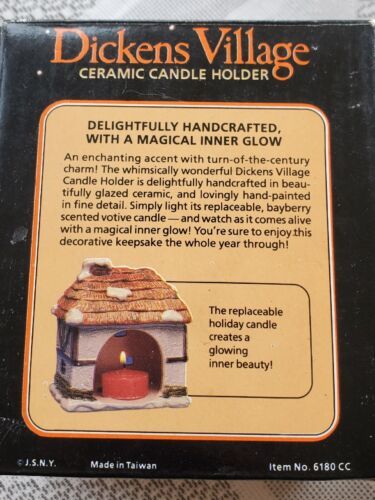 Dickens Village
CERAMIC CANDLE HOLDER
DELIGHTFULLY HANDCRAFTED,
WITH A MAGICAL INNER GLOW
An enchanting accent with turn-of-the-century
charm! The whimsically wonderful Dickens Village
Candle Holder is delightfully handcrafted in beau-
tifully glazed ceramic, and lovingly hand-painted
in fine detail. Simply light its replaceable, bayberry
scented votive candle — and watch as it comes alive
with a magical inner glow! You're sure to enjoy this
decorative keepsake the whole year through!
The replaceable
holiday candle
creates a
glowing
inner beauty!
© J.S.N.Y.
Made in Taiwan
Item No. 6180 CC